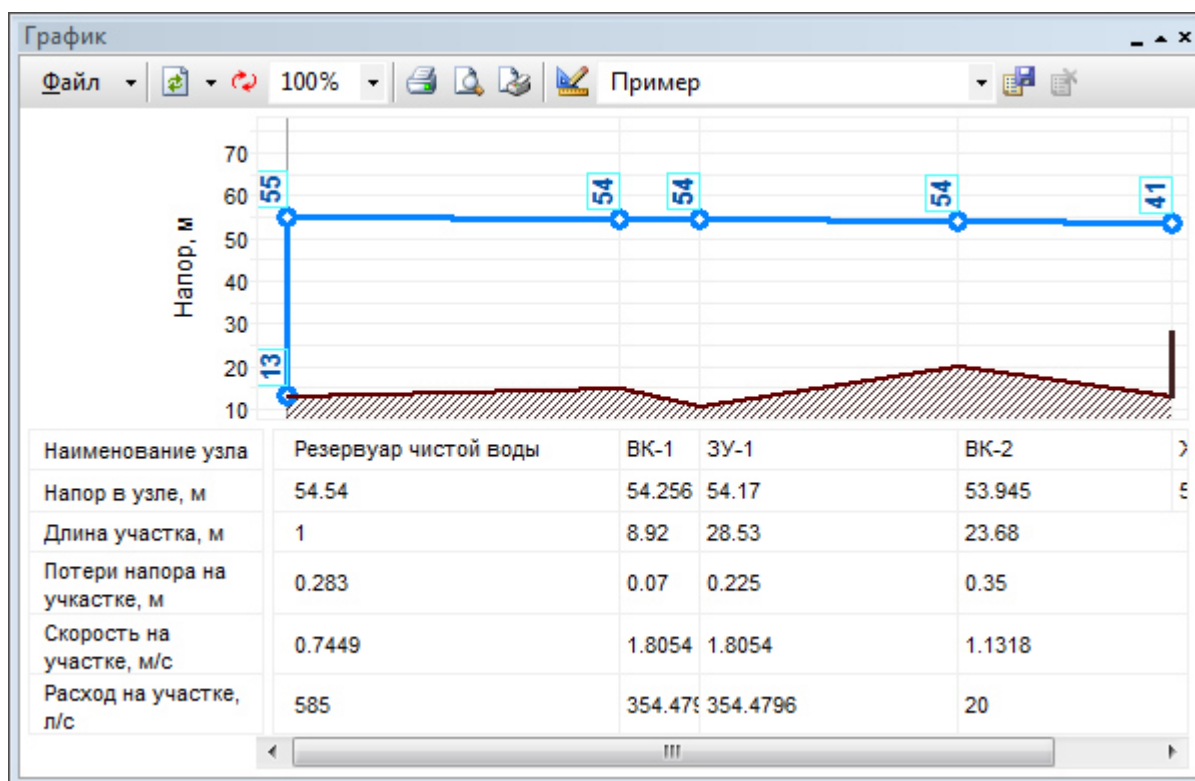 График
Файл 100% Пример
70
60
50
40
30
20
10
Напор, м
55 54 54 54 41
13
Наименование узла Резервуар чистой воды ВК-1 ЗУ-1 ВК-2
Напор в узле, м 54.54 54.256 54.17 53.945
Длина участка, м 1 8.92 28.53 23.68
Потери напора на
учкастке, м 0.283 0.07 0.225 0.35
Скорость на
участке, м/с 0.7449 1.8054 1.8054 1.1318
Расход на участке,
л/с 585 354.479 354.4796 20